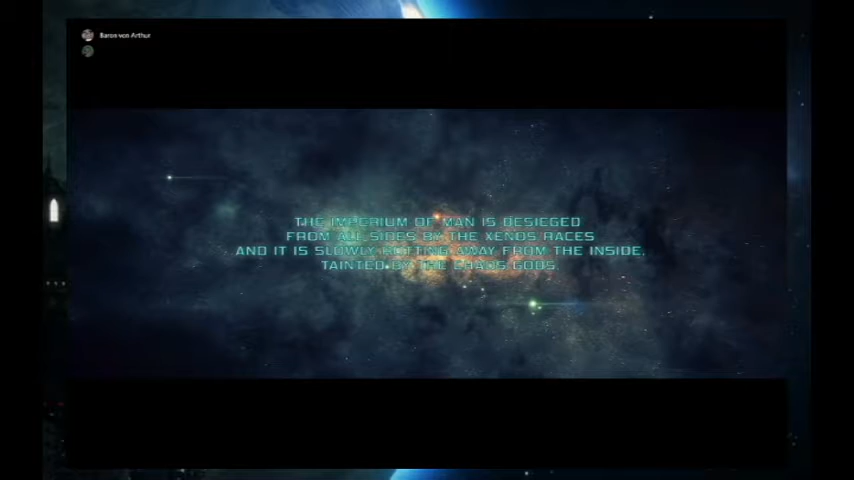 Baron von Arthur
THE IMPERIUM OF MAN IS BESIEGED
FROM ALL SIDES BY THE XENOS RACES
AND IT IS SLOWLY ROTTING AWAY FROM THE INSIDE,
TAINTED BY THE CHAOS GODS.